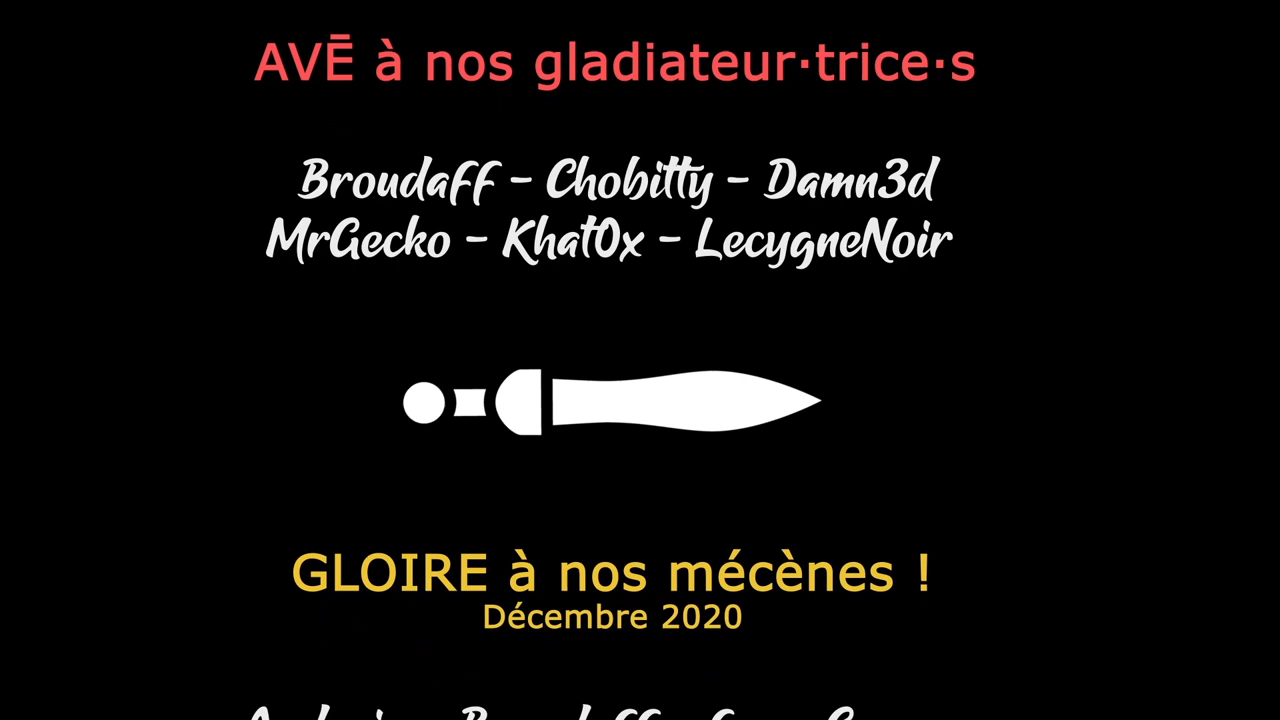 AVĒ à nos gladiateur·trice·s
Broudaff - Chobitty - Damn3d
MrGecko - Khat0x - LecygneNoir
GLOIRE à nos mécènes !
Décembre 2020